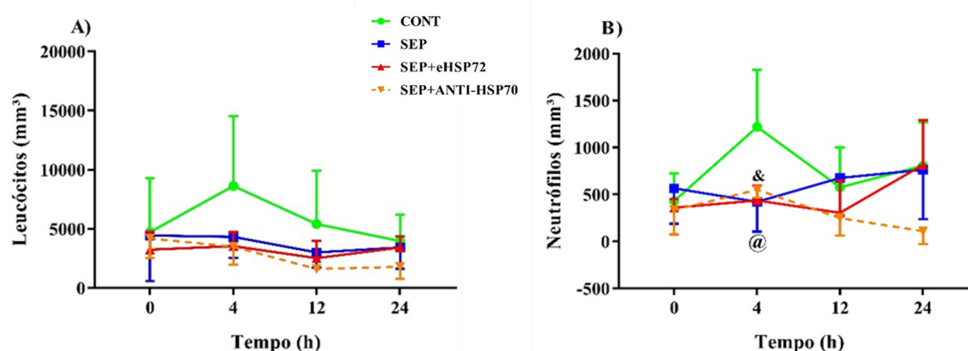 A)
CONT
SEP
SEP+eHSP72
SEP+ANTI-HSP70
20000
15000
10000
5000
0
Leucócitos (mm³)
0 4 12 24
Tempo (h)
B)
2000
1500
1000
500
0
-500
Neutrófilos (mm³)
&
@
0 4 12 24
Tempo (h)